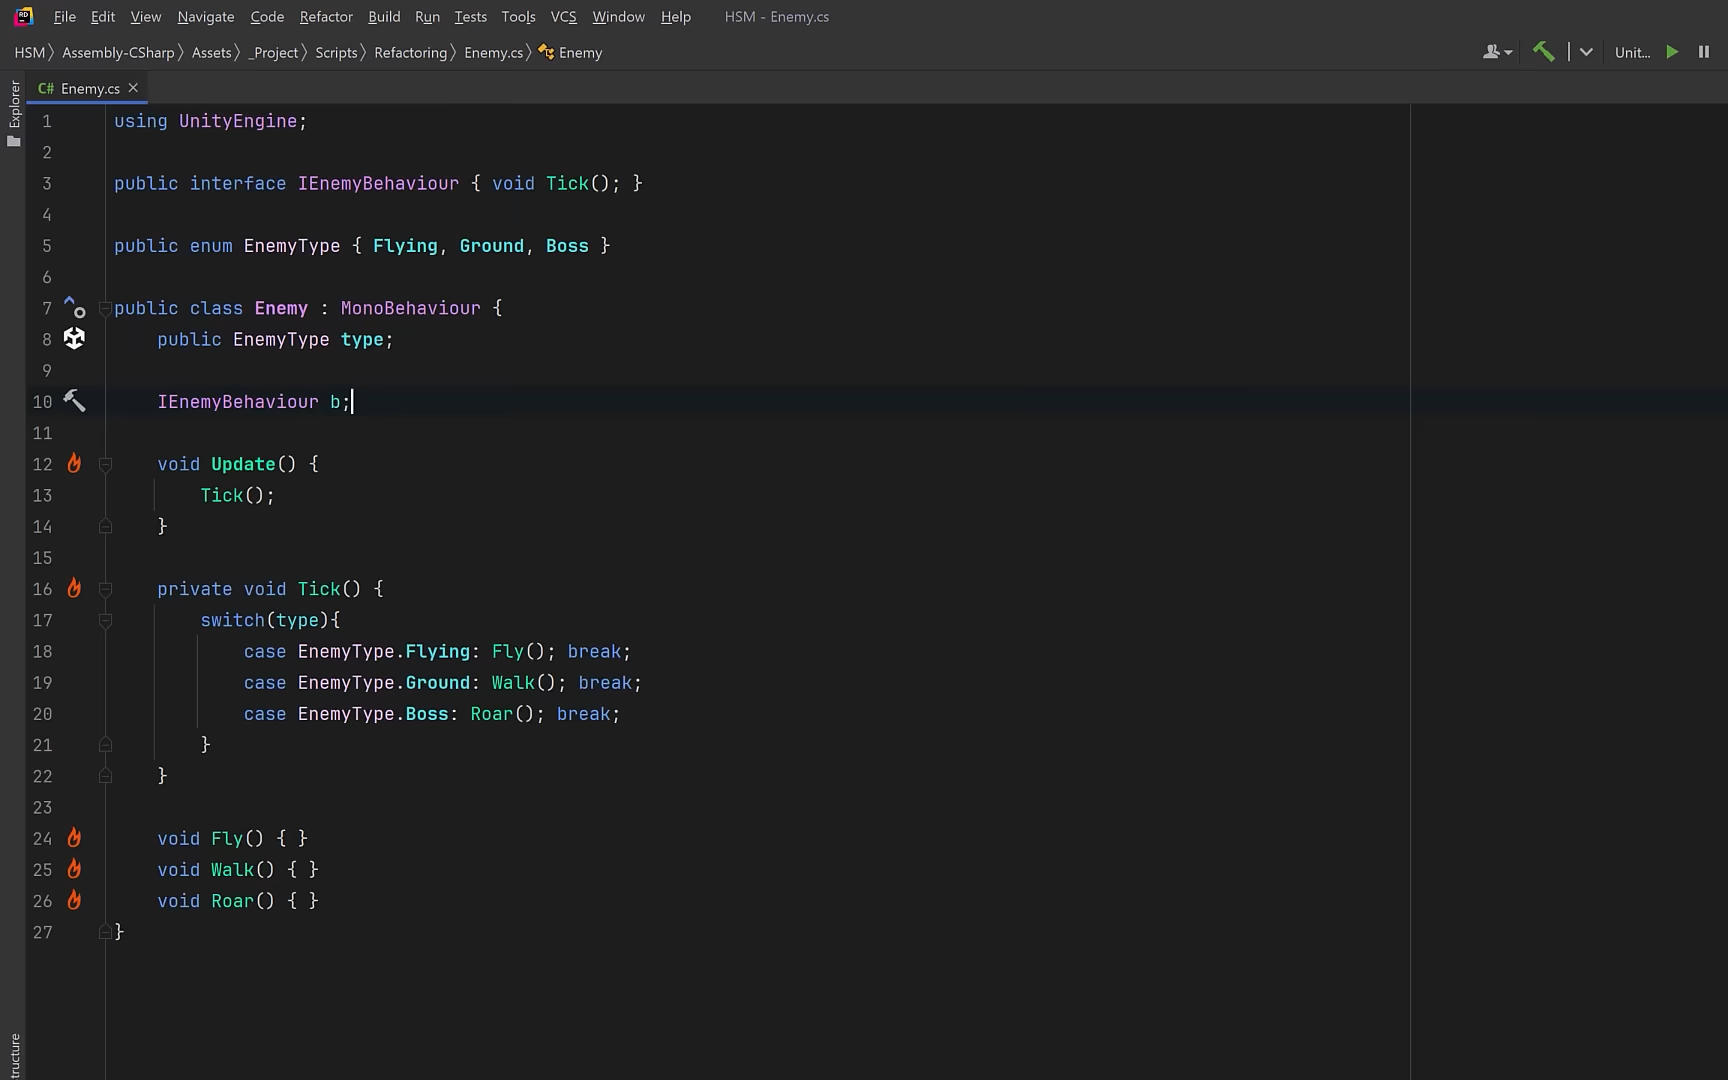 RD File Edit View Navigate Code Refactor Build Run Tests Tools VCS Window Help HSM - Enemy.cs
HSM 〉 Assembly-CSharp 〉 Assets 〉 _Project 〉 Scripts 〉 Refactoring 〉 Enemy.cs 〉 Enemy Unit...
C# Enemy.cs ×
Explorer
1 using UnityEngine;
2
3 public interface IEnemyBehaviour { void Tick(); }
4
5 public enum EnemyType { Flying, Ground, Boss }
6
7 public class Enemy : MonoBehaviour {
8     public EnemyType type;
9
10     IEnemyBehaviour b;
11
12     void Update() {
13         Tick();
14     }
15
16     private void Tick() {
17         switch(type){
18             case EnemyType.Flying: Fly(); break;
19             case EnemyType.Ground: Walk(); break;
20             case EnemyType.Boss: Roar(); break;
21         }
22     }
23
24     void Fly() { }
25     void Walk() { }
26     void Roar() { }
27 }
tructure